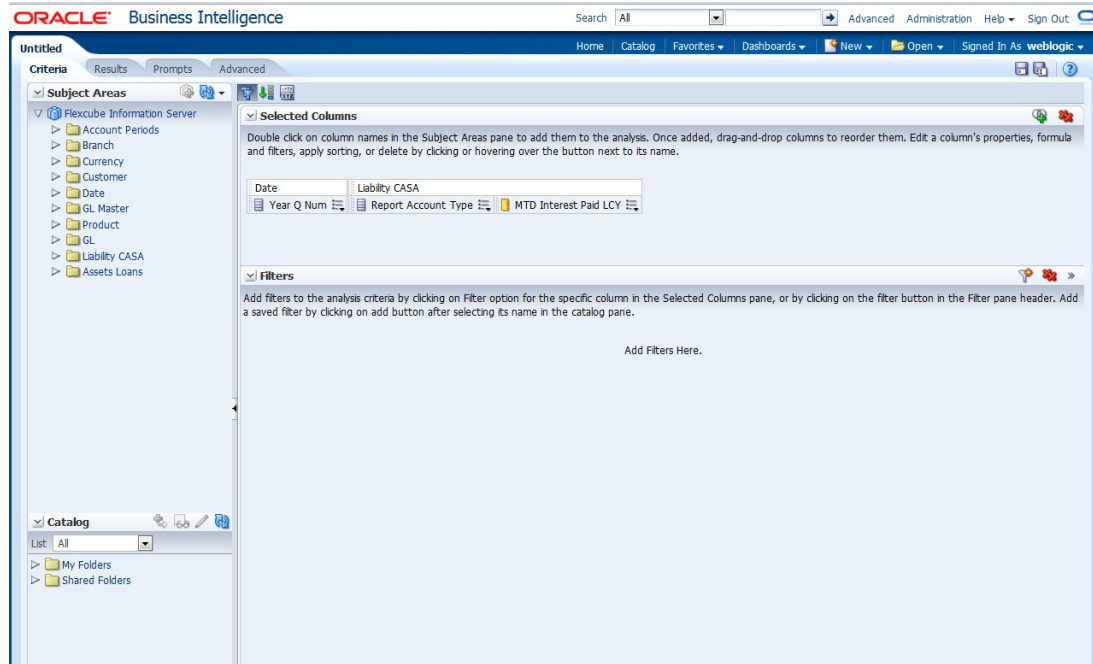 ORACLE Business Intelligence
Search All Advanced Administration Help Sign Out
Untitled
Home Catalog Favorites Dashboards New Open Signed In As weblogic
Criteria Results Prompts Advanced
Subject Areas
Flexcube Information Server
Account Periods
Branch
Currency
Customer
Date
GL Master
Product
GL
Liability CASA
Assets Loans
Selected Columns
Double click on column names in the Subject Areas pane to add them to the analysis. Once added, drag-and-drop columns to reorder them. Edit a column's properties, formula
and filters, apply sorting, or delete by clicking or hovering over the button next to its name.
Date Liability CASA
Year Q Num Report Account Type MTD Interest Paid LCY
Filters
Add filters to the analysis criteria by clicking on Filter option for the specific column in the Selected Columns pane, or by clicking on the filter button in the Filter pane header. Add
a saved filter by clicking on add button after selecting its name in the catalog pane.
Add Filters Here.
Catalog
List All
My Folders
Shared Folders